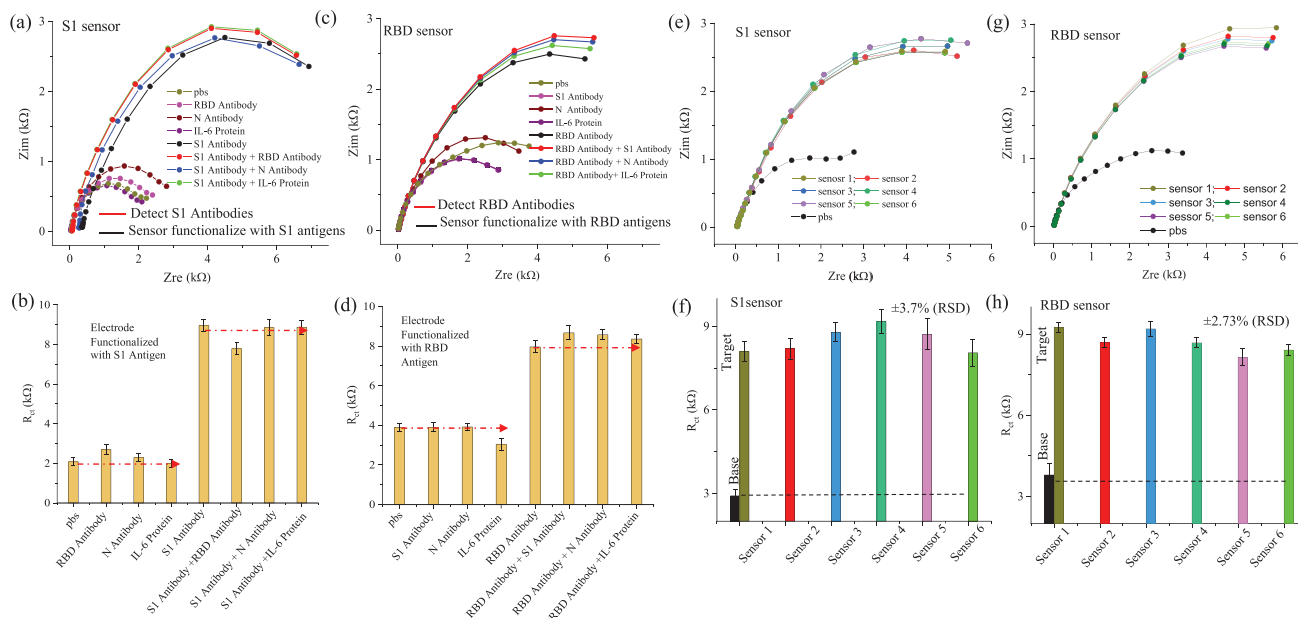 (a)
S1 sensor
Zim (kΩ)
3
2
1
0
0 1 2 3 4 5 6 7
Zre (kΩ)
pbs
RBD Antibody
N Antibody
IL-6 Protein
S1 Antibody
S1 Antibody + RBD Antibody
S1 Antibody + N Antibody
S1 Antibody + IL-6 Protein
Detect S1 Antibodies
Sensor functionalize with S1 antigens
(c)
RBD sensor
Zim (kΩ)
3
2
1
0
0 1 2 3 4 5 6 7
Zre (kΩ)
pbs
S1 Antibody
N Antibody
IL-6 Protein
RBD Antibody
RBD Antibody + S1 Antibody
RBD Antibody + N Antibody
RBD Antibody+ IL-6 Protein
Detect RBD Antibodies
Sensor functionalize with RBD antigens
(e)
S1 sensor
Zim (kΩ)
3
2
1
0
0 1 2 3 4 5 6
Zre (kΩ)
sensor 1; sensor 2
sensor 3; sensor 4
sensor 5; sensor 6
pbs
(g)
RBD sensor
Zim (kΩ)
3
2
1
0
0 1 2 3 4 5 6
Zre (kΩ)
sensor 1; sensor 2
sensor 3; sensor 4
sessor 5; sensor 6
pbs
(b)
Electrode
Functionalized
with S1 Antigen
Rct (kΩ)
10
8
6
4
2
0
pbs
RBD Antibody
N Antibody
IL-6 Protein
S1 Antibody
S1 Antibody +RBD Antibody
S1 Antibody + N Antibody
S1 Antibody +IL-6 Protein
(d)
Electrode
Functionalized
with RBD
Antigen
Rct (kΩ)
10
8
6
4
2
0
pbs
S1 Antibody
N Antibody
IL-6 Protein
RBD Antibody
RBD Antibody + S1 Antibody
RBD Antibody + N Antibody
RBD Antibody +IL-6 Protein
(f)
S1sensor
±3.7% (RSD)
Target
Base
Rct (kΩ)
9
6
3
Sensor 1
Sensor 2
Sensor 3
Sensor 4
Sensor 5
Sensor 6
(h)
RBD sensor
±2.73% (RSD)
Target
Base
Rct (kΩ)
9
6
3
Sensor 1
Sensor 2
Sensor 3
Sensor 4
Sensor 5
Sensor 6